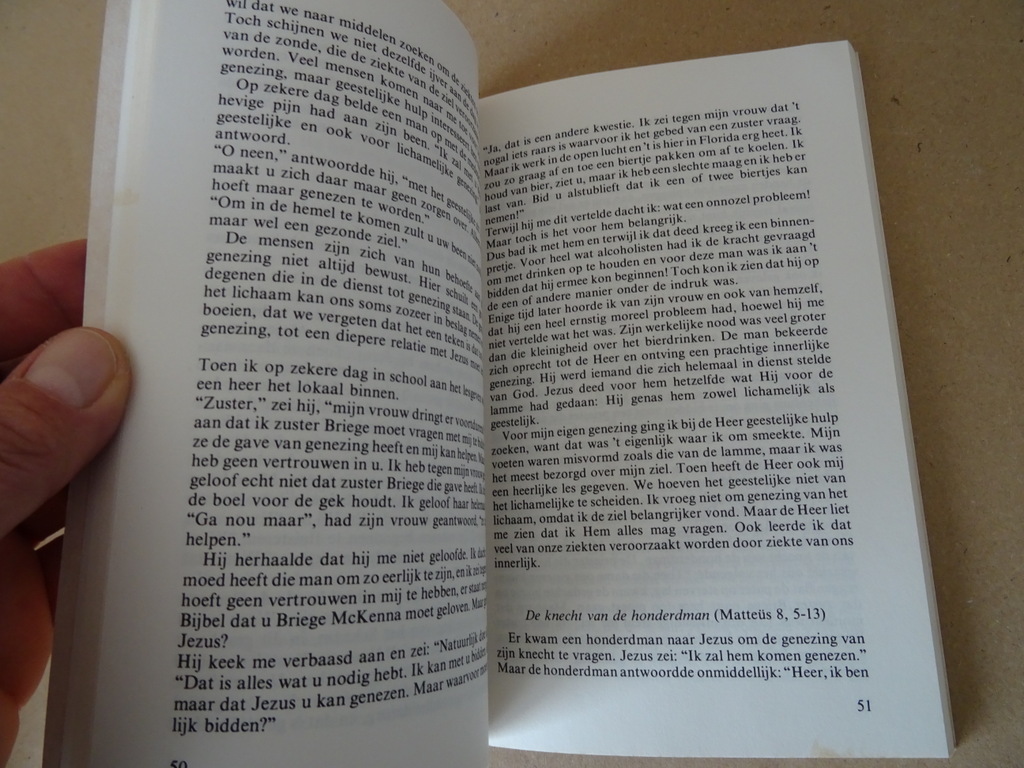 wil dat we naar middelen zoeken om de
Toch schijnen we niet dezelfde ijver aan de
van de zonde, die de ziekte van de ziel
worden. Veel mensen komen naar me toe
genezing, maar geestelijke hulp
Op zekere dag belde een man op met de
hevige pijn had aan zijn been. “Ik zal
geestelijke en ook voor lichamelijke genezing
antwoord.
“O neen,” antwoordde hij, “met het geestelijke
maakt u zich daar maar geen zorgen over.
hoeft maar genezen te worden.”
“Om in de hemel te komen zult u uw been niet
maar wel een gezonde ziel.”
De mensen zijn zich van hun
genezing niet altijd bewust. Hier schuilt
degenen die in de dienst tot genezing staan.
het lichaam kan ons soms zozeer in beslag
boeien, dat we vergeten dat het een teken is
genezing, tot een diepere relatie met Jezus
Toen ik op zekere dag in school aan het
een heer het lokaal binnen.
“Zuster,” zei hij, “mijn vrouw dringt er
aan dat ik zuster Briege moet vragen met mij te
ze de gave van genezing heeft en mij kan helpen.
heb geen vertrouwen in u. Ik heb tegen mijn
geloof echt niet dat zuster Briege die gave heeft.
de boel voor de gek houdt. Ik geloof haar
“Ga nou maar”, had zijn vrouw geantwoord,
helpen.”
Hij herhaalde dat hij me niet geloofde. Ik
moed heeft die man om zo eerlijk te zijn, en ik zei
hoeft geen vertrouwen in mij te hebben, er staat
Bijbel dat u Briege McKenna moet geloven. Maar
Jezus?
Hij keek me verbaasd aan en zei: “Natuurlijk
“Dat is alles wat u nodig hebt. Ik kan met u bidden
maar dat Jezus u kan genezen. Maar waarvoor
lijk bidden?”
50
“Ja, dat is een andere kwestie. Ik zei tegen mijn vrouw dat ’t
nogal iets raars is waarvoor ik het gebed van een zuster vraag.
Maar ik werk in de open lucht en ’t is hier in Florida erg heet. Ik
zou zo graag af en toe een biertje pakken om af te koelen. Ik
houd van bier, ziet u, maar ik heb een slechte maag en ik heb er
last van. Bid u alstublieft dat ik een of twee biertjes kan
nemen!”
Terwijl hij me dit vertelde dacht ik: wat een onnozel probleem!
Maar toch is het voor hem belangrijk.
Dus bad ik met hem en terwijl ik dat deed kreeg ik een binnen-
pretje. Voor heel wat alcoholisten had ik de kracht gevraagd
om met drinken op te houden en voor deze man was ik aan ’t
bidden dat hij ermee kon beginnen! Toch kon ik zien dat hij op
de een of andere manier onder de indruk was.
Enige tijd later hoorde ik van zijn vrouw en ook van hemzelf,
dat hij een heel ernstig moreel probleem had, hoewel hij me
niet vertelde wat het was. Zijn werkelijke nood was veel groter
dan die kleinigheid over het bierdrinken. De man bekeerde
zich oprecht tot de Heer en ontving een prachtige innerlijke
genezing. Hij werd iemand die zich helemaal in dienst stelde
van God. Jezus deed voor hem hetzelfde wat Hij voor de
lamme had gedaan: Hij genas hem zowel lichamelijk als
geestelijk.
Voor mijn eigen genezing ging ik bij de Heer geestelijke hulp
zoeken, want dat was ’t eigenlijk waar ik om smeekte. Mijn
voeten waren misvormd zoals die van de lamme, maar ik was
het meest bezorgd over mijn ziel. Toen heeft de Heer ook mij
een heerlijke les gegeven. We hoeven het geestelijke niet van
het lichamelijke te scheiden. Ik vroeg niet om genezing van het
lichaam, omdat ik de ziel belangrijker vond. Maar de Heer liet
me zien dat ik Hem alles mag vragen. Ook leerde ik dat
veel van onze ziekten veroorzaakt worden door ziekte van ons
innerlijk.
De knecht van de honderdman (Matteüs 8, 5-13)
Er kwam een honderdman naar Jezus om de genezing van
zijn knecht te vragen. Jezus zei: “Ik zal hem komen genezen.”
Maar de honderdman antwoordde onmiddellijk: “Heer, ik ben
51